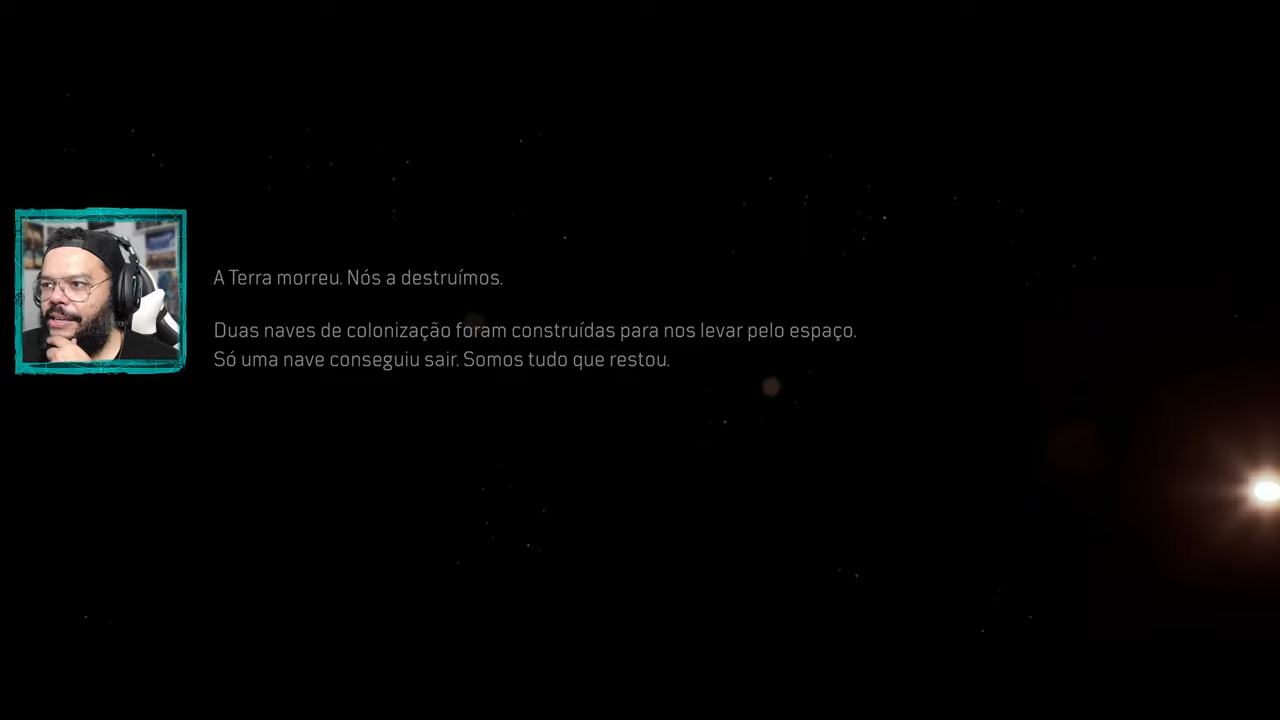 A Terra morreu. Nós a destruímos.
Duas naves de colonização foram construídas para nos levar pelo espaço.
Só uma nave conseguiu sair. Somos tudo que restou.